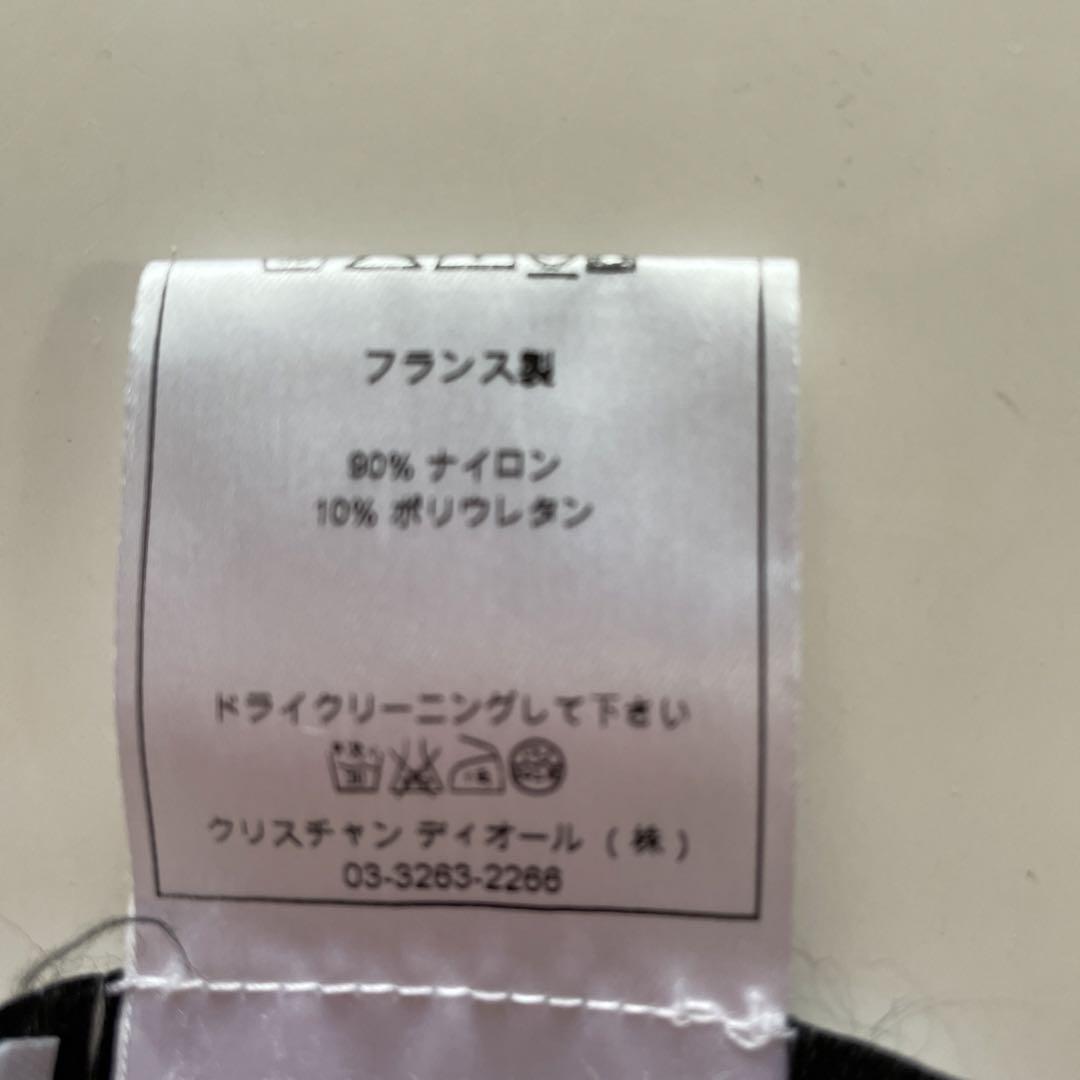 フランス製
90% ナイロン
10% ポリウレタン
ドライクリーニングして下さい
クリスチャン ディオール (株)
03-3263-2266